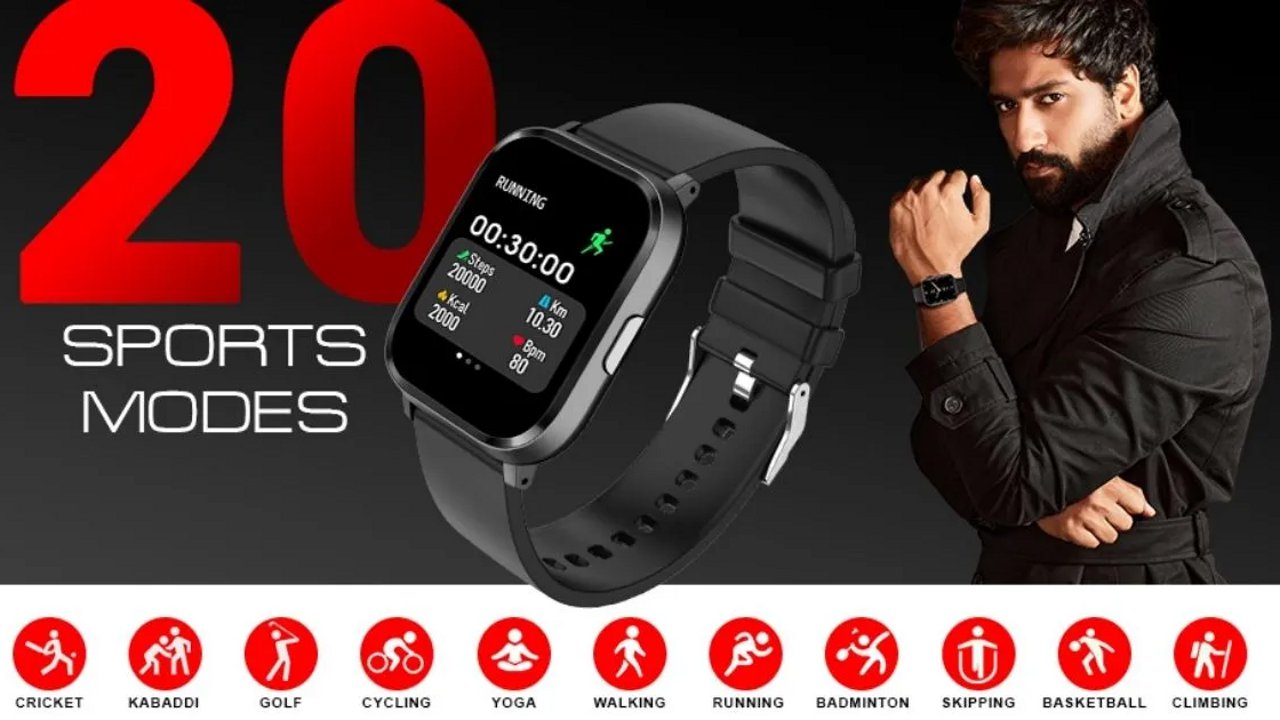 20
SPORTS
MODES
RUNNING
00:30:00
Steps
20000
Km
10.30
Kcal
2000
Bpm
80
CRICKET
KABADDI
GOLF
CYCLING
YOGA
WALKING
RUNNING
BADMINTON
SKIPPING
BASKETBALL
CLIMBING